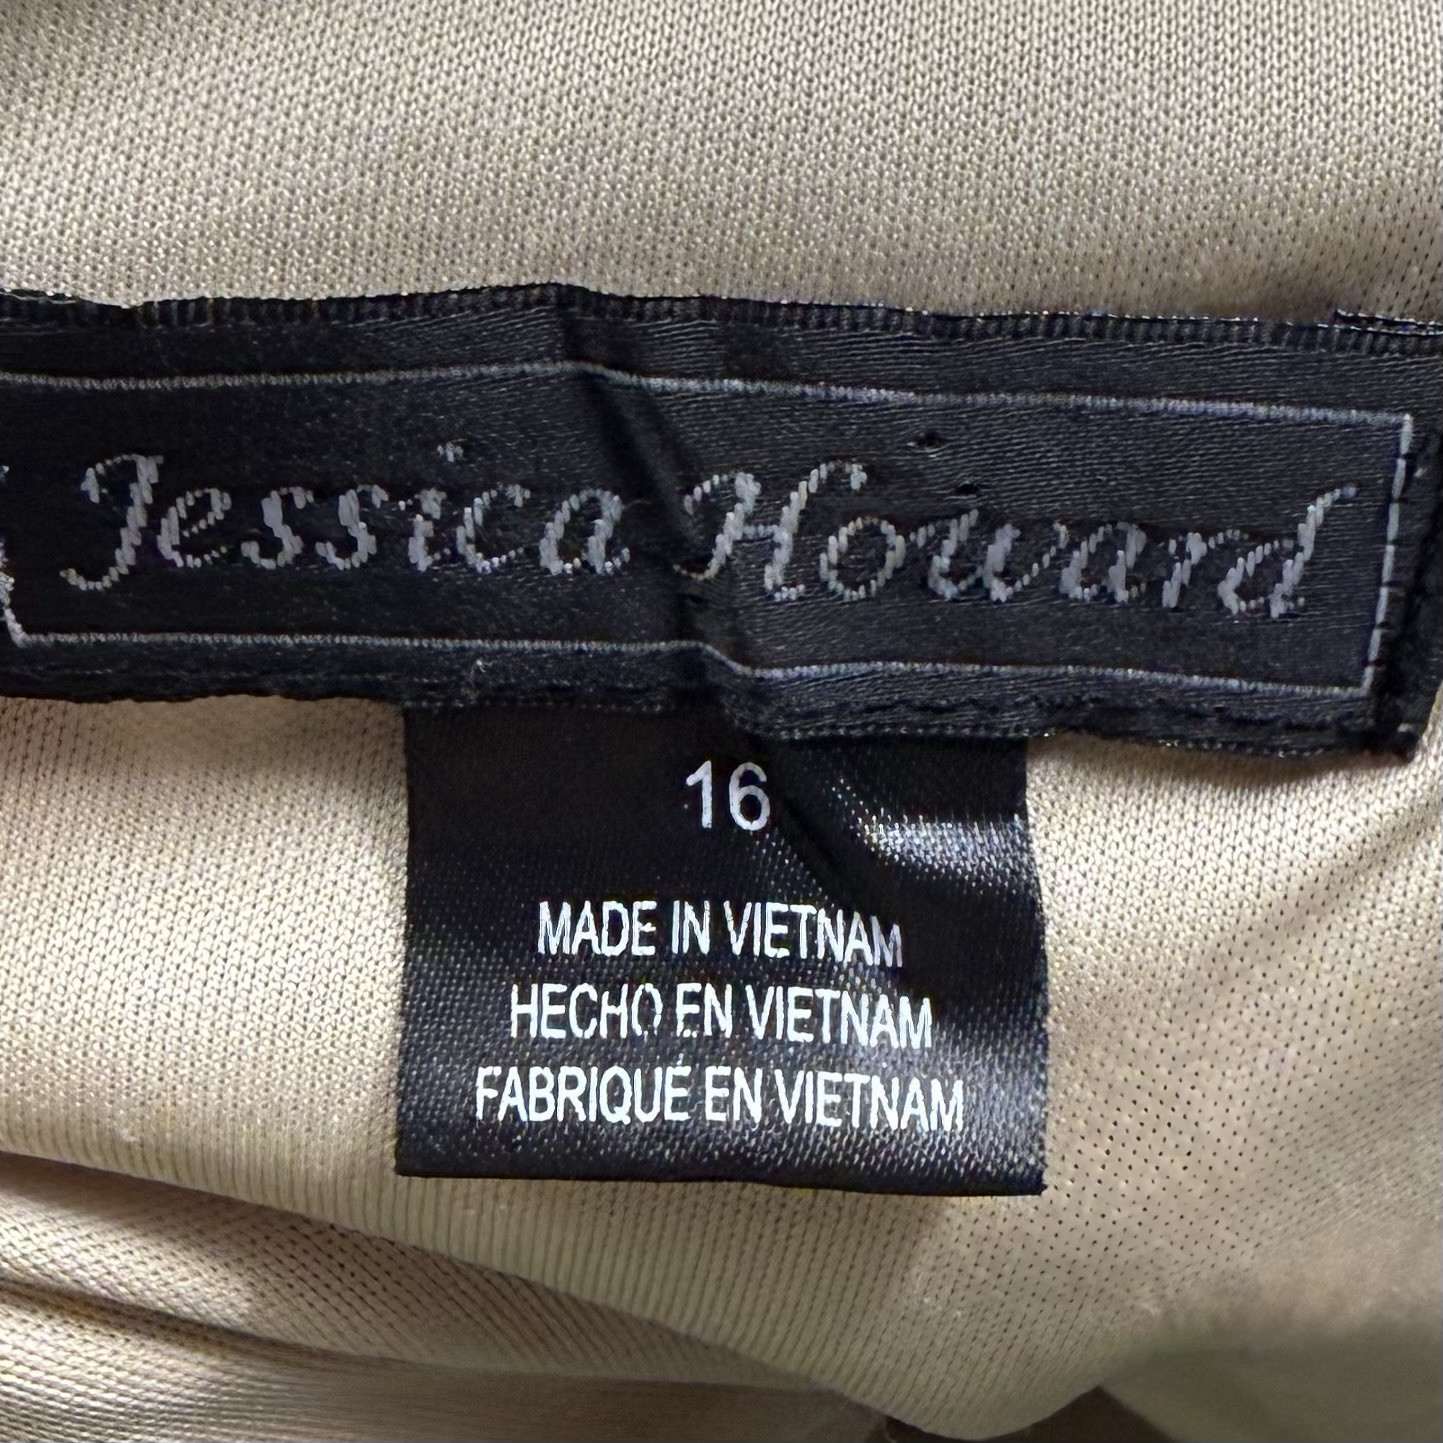 Jessica Howard
16
MADE IN VIETNAM
HECHO EN VIETNAM
FABRIQUÉ EN VIETNAM